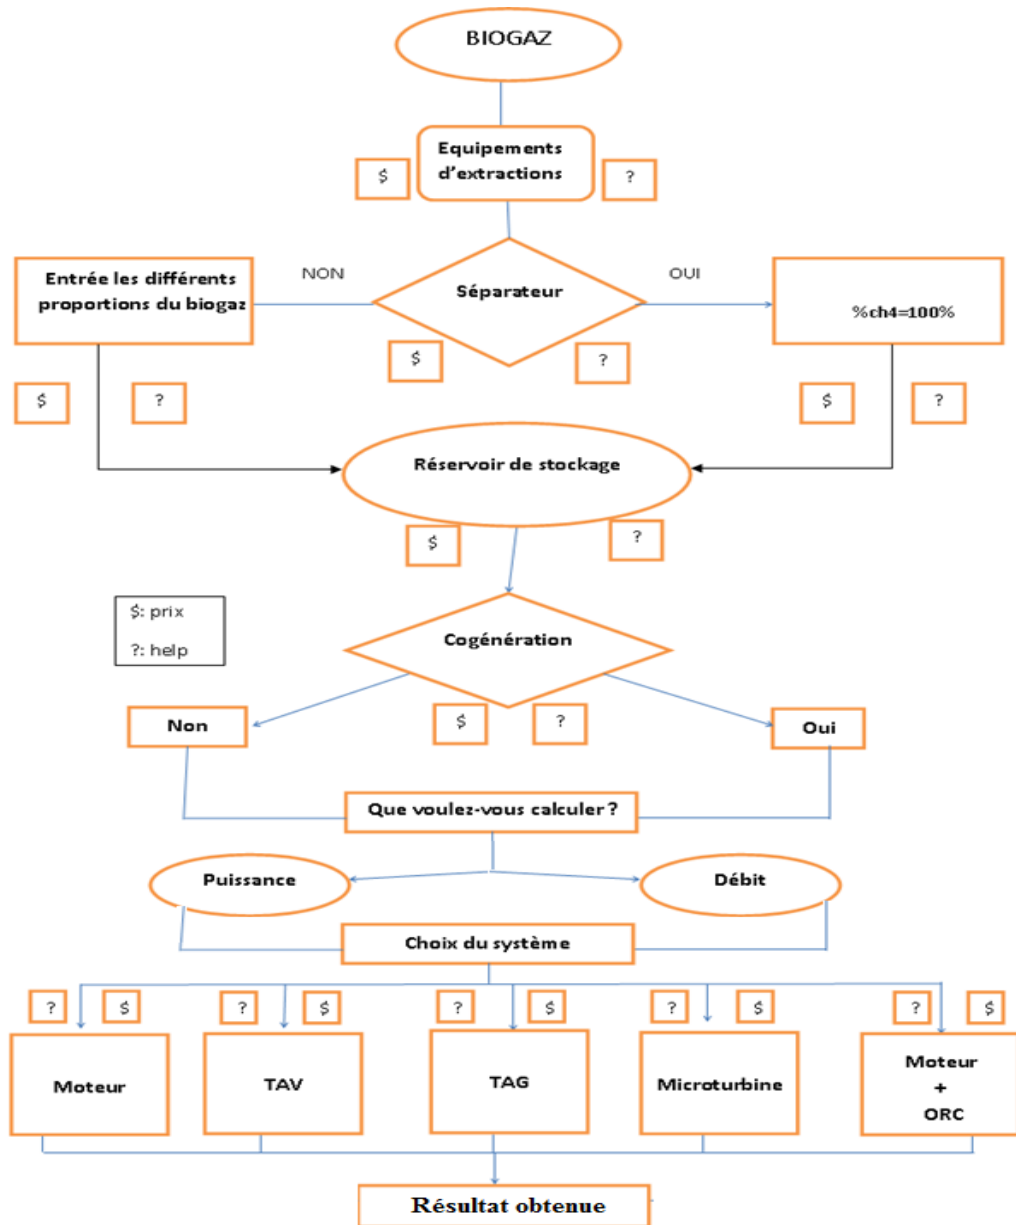 BIOGAZ
Equipements
d'extractions
$
?
Entrée les différents
proportions du biogaz
NON
Séparateur
OUI
%ch4=100%
$
?
$
?
$
?
Réservoir de stockage
$
?
$: prix
?: help
Cogénération
Non
$
?
Oui
Que voulez-vous calculer ?
Puissance
Débit
Choix du système
?
$
?
$
?
$
?
$
?
$
Moteur
TAV
TAG
Microturbine
Moteur
+
ORC
Résultat obtenue